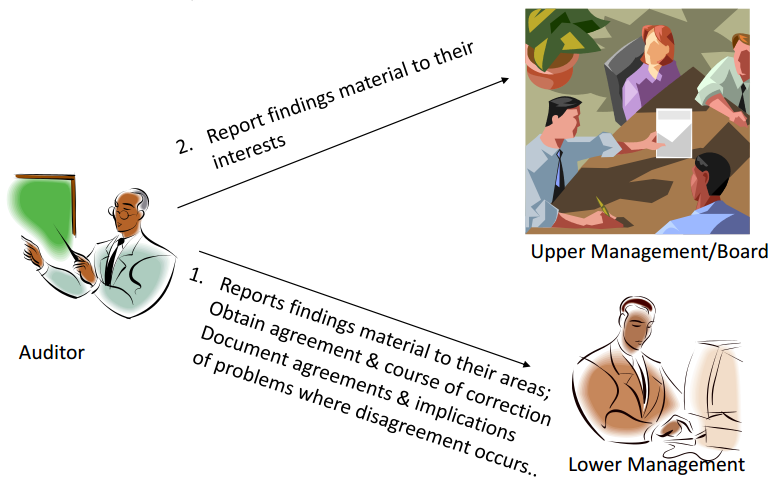 2. Report findings material to their
interests
Upper Management/Board
Auditor
1. Reports findings material to their areas;
Obtain agreement & course of correction
Document agreements & implications
of problems where disagreement occurs..
Lower Management